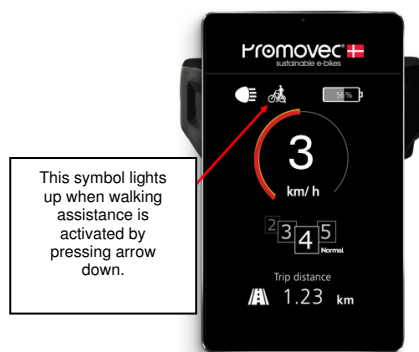 Promovec
sustainable e-bikes
56%
3
km/h
2 3 4 5
Normal
Trip distance
1.23 km
This symbol lights
up when walking
assistance is
activated by
pressing arrow
down.